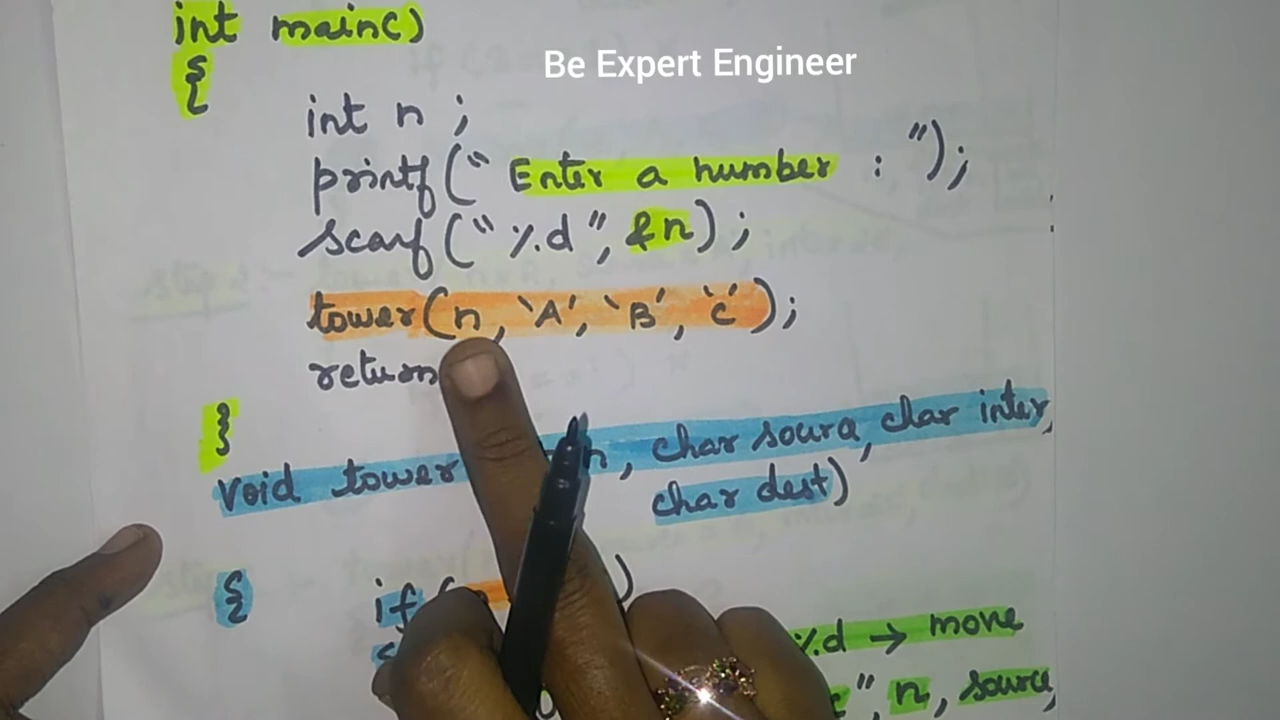 int main()
Be Expert Engineer
{
int n ;
printf(" Enter a number : ");
scanf(" %d ", &n);
tower(n, 'A', 'B', 'C');
return
}
void tower n, char source, char inter,
char dest)
{ if ( )
%d → move
", n, source,